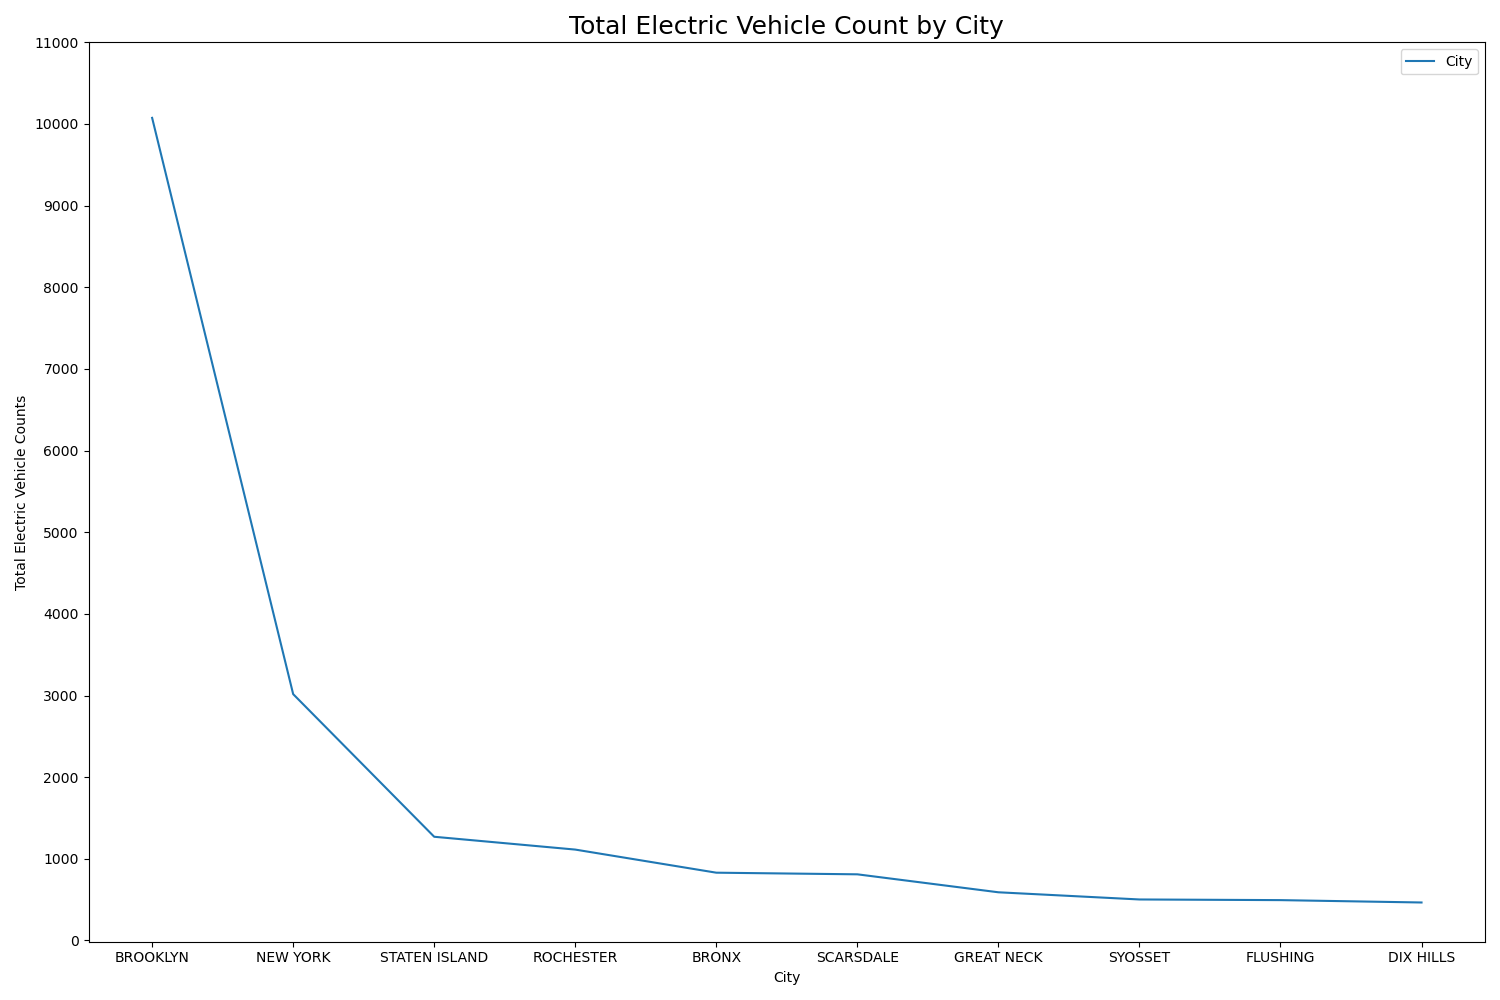 Total Electric Vehicle Count by City
City
11000
10000
9000
8000
7000
6000
5000
4000
3000
2000
1000
0
Total Electric Vehicle Counts
BROOKLYN NEW YORK STATEN ISLAND ROCHESTER BRONX SCARSDALE GREAT NECK SYOSSET FLUSHING DIX HILLS
City